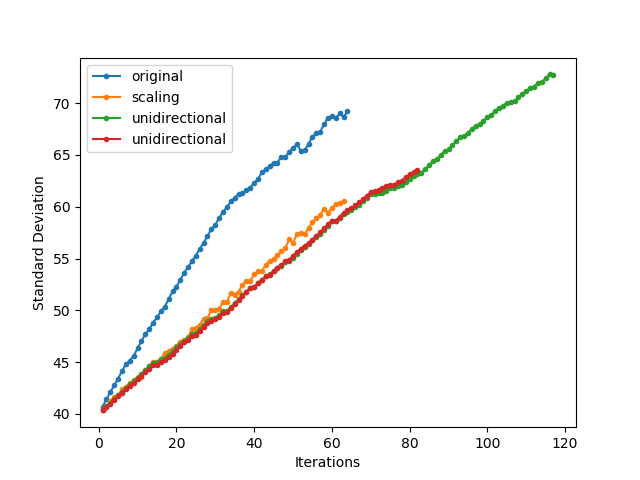 original
scaling
unidirectional
unidirectional
70
65
60
55
50
45
40
Standard Deviation
0 20 40 60 80 100 120
Iterations